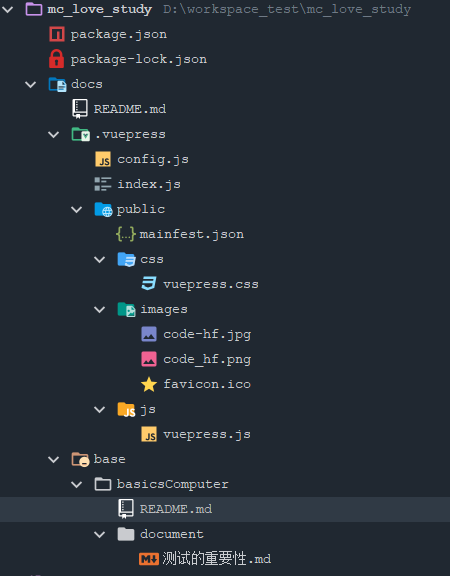 mc_love_study D:\workspace_test\mc_love_study
package.json
package-lock.json
docs
README.md
.vuepress
config.js
index.js
public
mainfest.json
css
vuepress.css
images
code-hf.jpg
code_hf.png
favicon.ico
js
vuepress.js
base
basicsComputer
README.md
document
测试的重要性.md